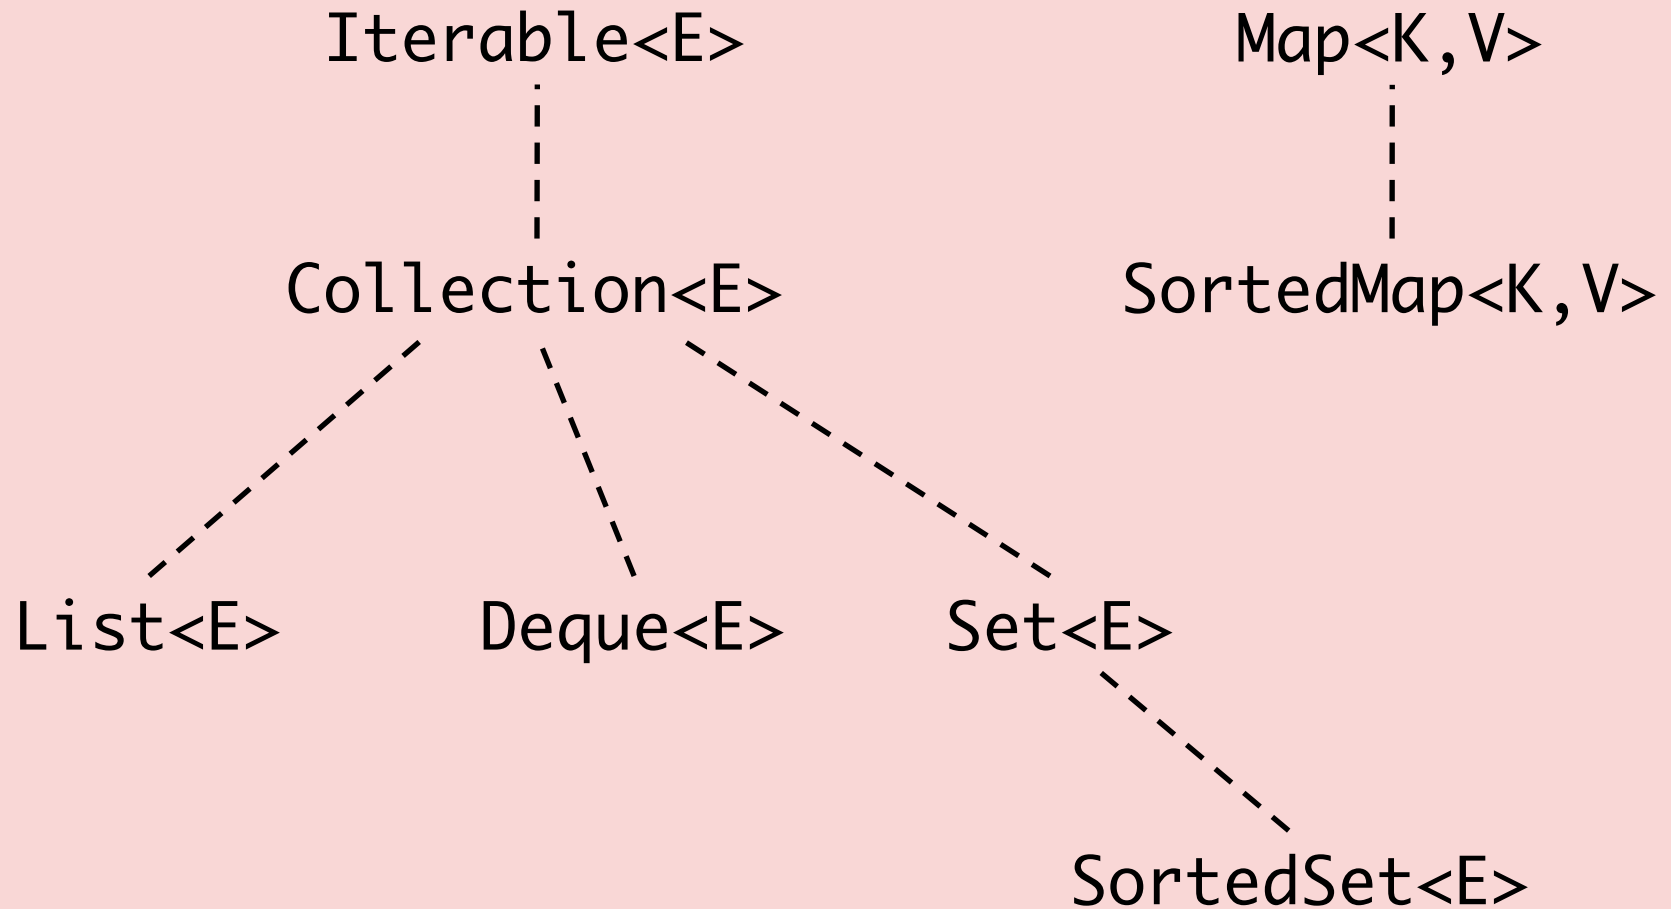 Iterable<E>
Map<K,V>
Collection<E>
SortedMap<K,V>
List<E>
Deque<E>
Set<E>
SortedSet<E>